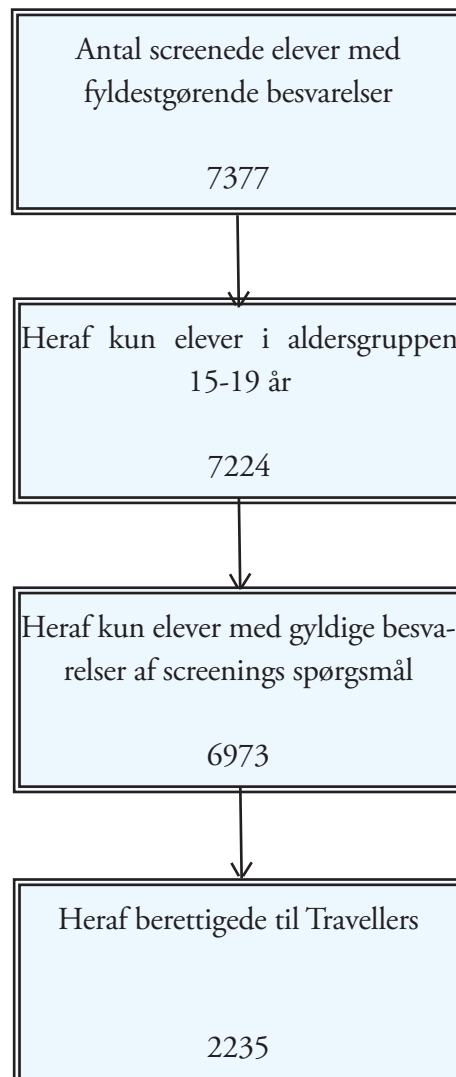 Antal screenede elever med
fyldestgørende besvarelser
7377
Heraf kun elever i aldersgruppen
15-19 år
7224
Heraf kun elever med gyldige besva-
relser af screenings spørgsmål
6973
Heraf berettigede til Travellers
2235